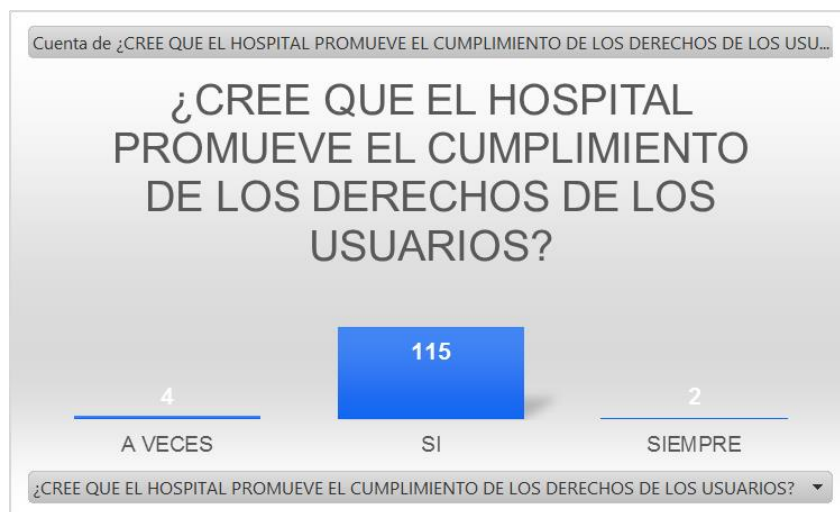 Cuenta de ¿CREE QUE EL HOSPITAL PROMUEVE EL CUMPLIMIENTO DE LOS DERECHOS DE LOS USU...
¿CREE QUE EL HOSPITAL
PROMUEVE EL CUMPLIMIENTO
DE LOS DERECHOS DE LOS
USUARIOS?
4 115 2
A VECES SI SIEMPRE
¿CREE QUE EL HOSPITAL PROMUEVE EL CUMPLIMIENTO DE LOS DERECHOS DE LOS USUARIOS?